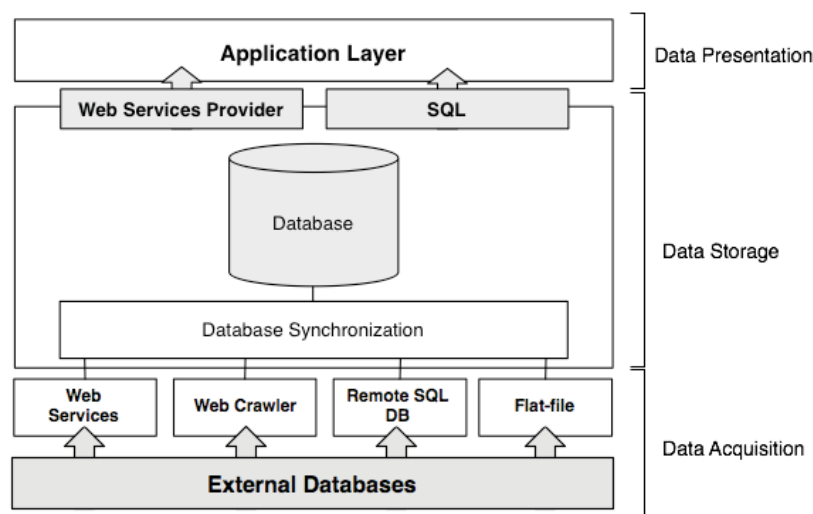 Application Layer
Data Presentation
Web Services Provider
SQL
Database
Data Storage
Database Synchronization
Web
Services
Web Crawler
Remote SQL
DB
Flat-file
Data Acquisition
External Databases